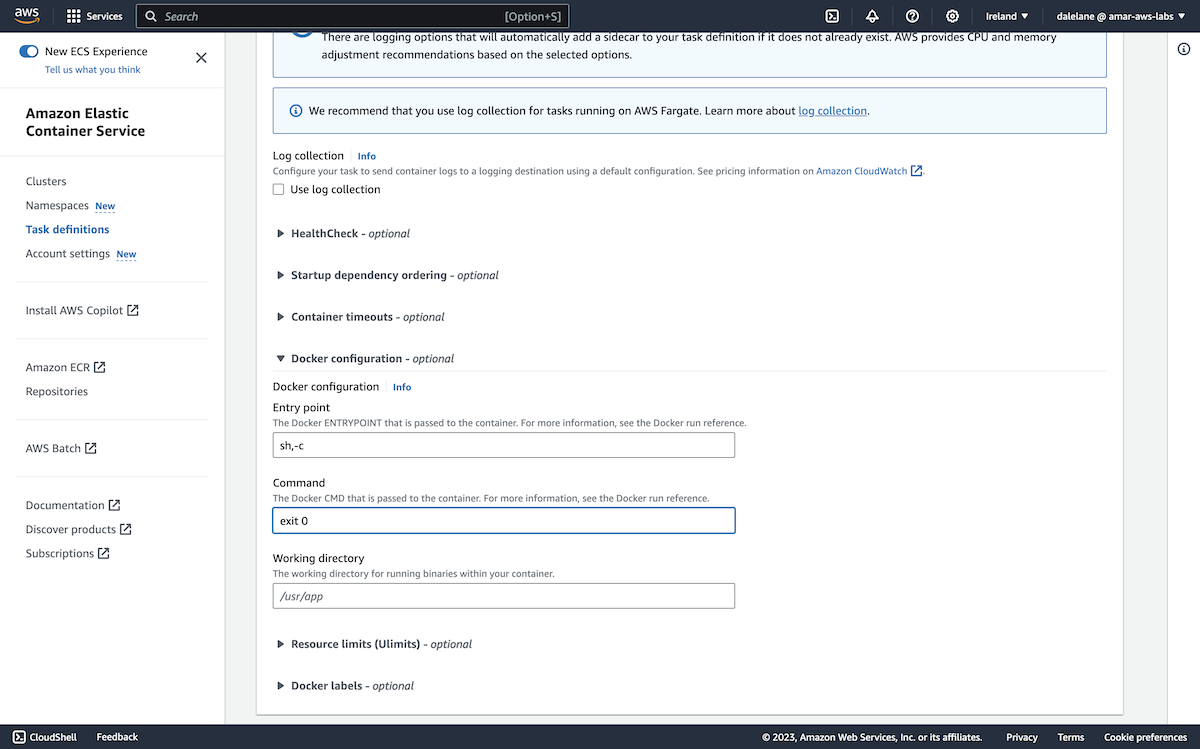 aws
Services
Search
[Option+S]
Ireland ▼
dalelane @ amar-aws-labs ▼
New ECS Experience
Tell us what you think
Amazon Elastic
Container Service
Clusters
Namespaces New
Task definitions
Account settings New
Install AWS Copilot
Amazon ECR
Repositories
AWS Batch
Documentation
Discover products
Subscriptions
There are logging options that will automatically add a sidecar to your task definition if it does not already exist. AWS provides CPU and memory
adjustment recommendations based on the selected options.
We recommend that you use log collection for tasks running on AWS Fargate. Learn more about log collection.
Log collection Info
Configure your task to send container logs to a logging destination using a default configuration. See pricing information on Amazon CloudWatch.
Use log collection
HealthCheck - optional
Startup dependency ordering - optional
Container timeouts - optional
Docker configuration - optional
Docker configuration Info
Entry point
The Docker ENTRYPOINT that is passed to the container. For more information, see the Docker run reference.
sh,-c
Command
The Docker CMD that is passed to the container. For more information, see the Docker run reference.
exit 0
Working directory
The working directory for running binaries within your container.
/usr/app
Resource limits (Ulimits) - optional
Docker labels - optional
CloudShell
Feedback
© 2023, Amazon Web Services, Inc. or its affiliates.
Privacy
Terms
Cookie preferences